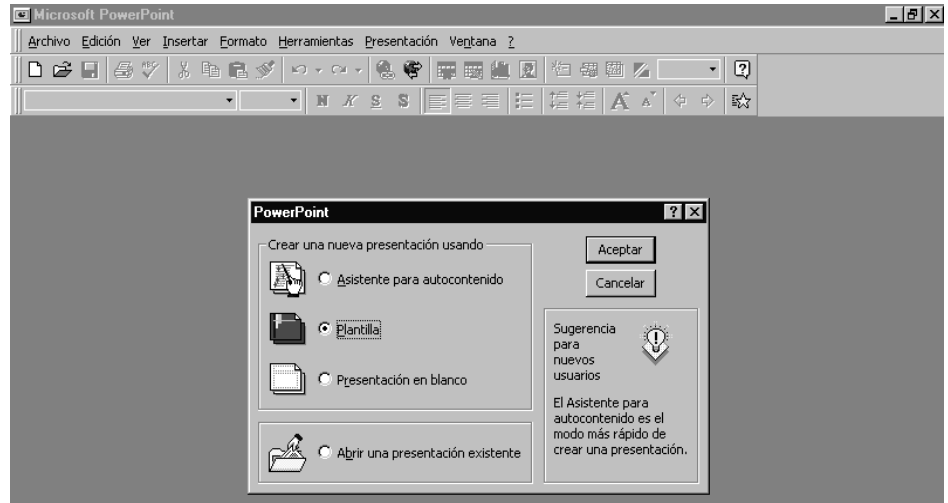 Microsoft PowerPoint
Archivo Edición Ver Insertar Formato Herramientas Presentación Ventana ?
N K S S
PowerPoint
Crear una nueva presentación usando
Asistente para autocontenido
Plantilla
Presentación en blanco
Abrir una presentación existente
Aceptar
Cancelar
Sugerencia
para
nuevos
usuarios
El Asistente para
autocontenido es el
modo más rápido de
crear una presentación.